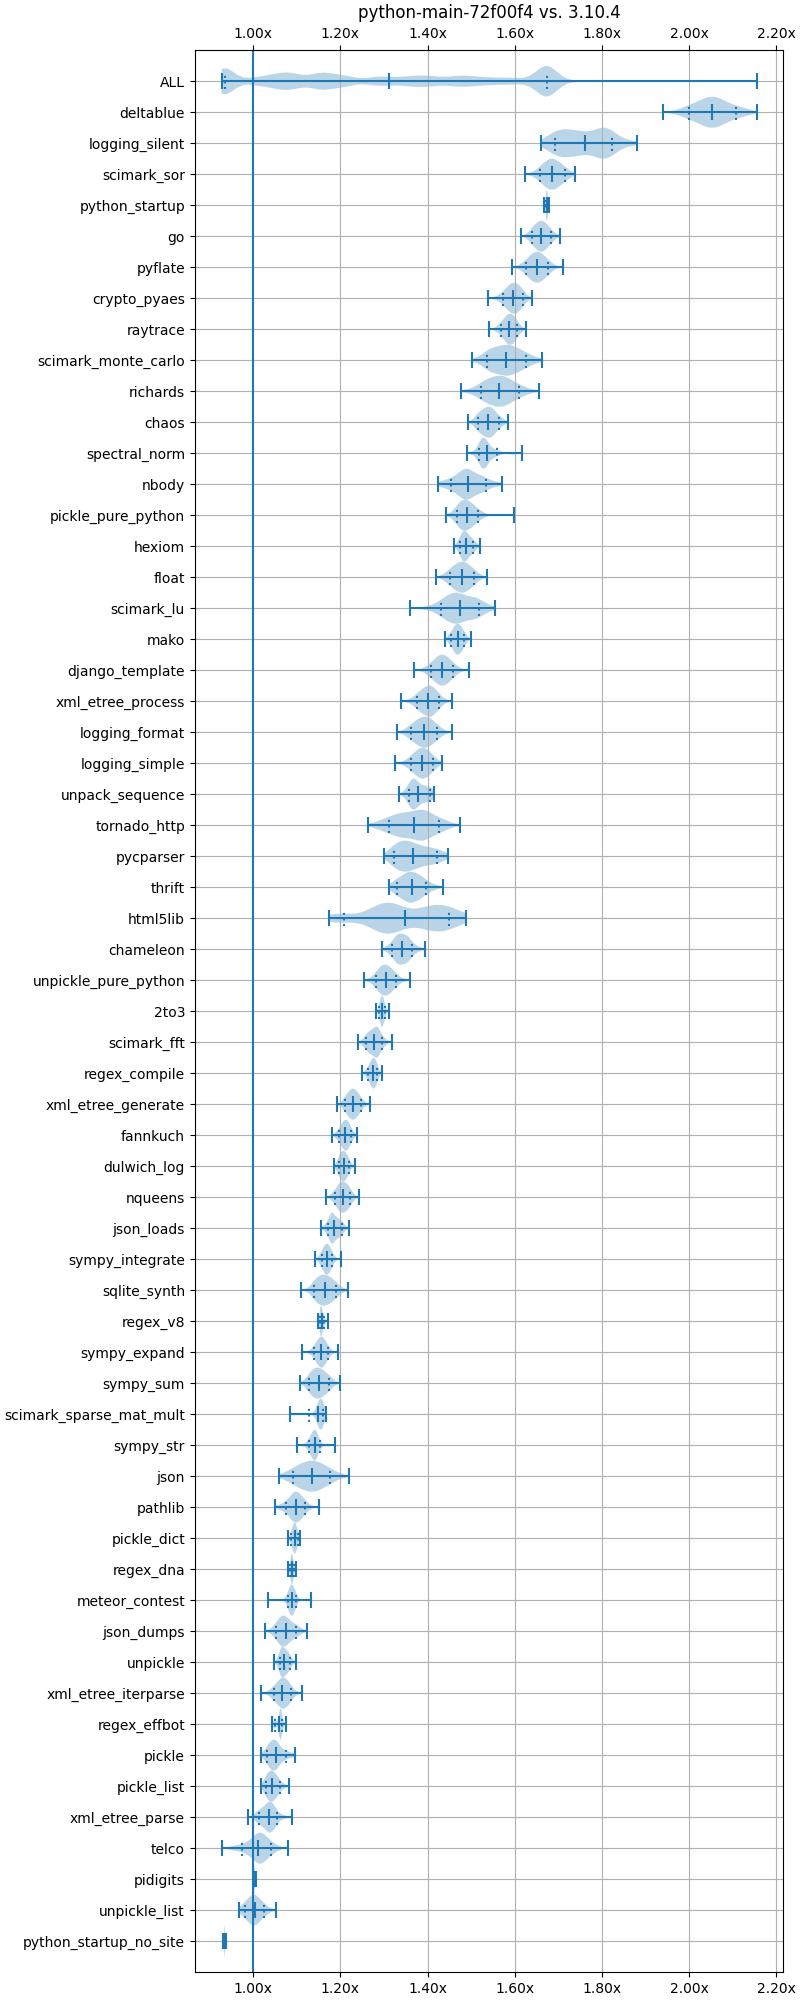 python-main-72f00f4 vs. 3.10.4
1.00x 1.20x 1.40x 1.60x 1.80x 2.00x 2.20x
ALL
deltablue
logging_silent
scimark_sor
python_startup
go
pyflate
crypto_pyaes
raytrace
scimark_monte_carlo
richards
chaos
spectral_norm
nbody
pickle_pure_python
hexiom
float
scimark_lu
mako
django_template
xml_etree_process
logging_format
logging_simple
unpack_sequence
tornado_http
pycparser
thrift
html5lib
chameleon
unpickle_pure_python
2to3
scimark_fft
regex_compile
xml_etree_generate
fannkuch
dulwich_log
nqueens
json_loads
sympy_integrate
sqlite_synth
regex_v8
sympy_expand
sympy_sum
scimark_sparse_mat_mult
sympy_str
json
pathlib
pickle_dict
regex_dna
meteor_contest
json_dumps
unpickle
xml_etree_iterparse
regex_effbot
pickle
pickle_list
xml_etree_parse
telco
pidigits
unpickle_list
python_startup_no_site
1.00x 1.20x 1.40x 1.60x 1.80x 2.00x 2.20x